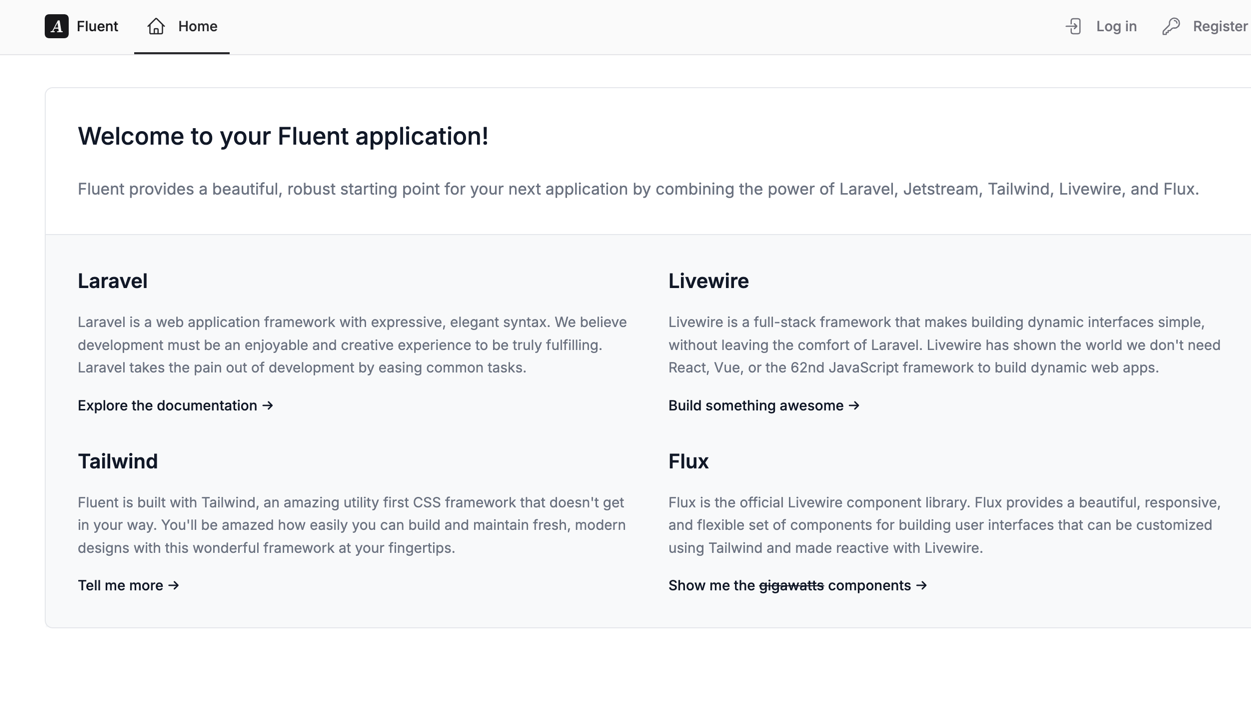 A Fluent Home Log in Register
Welcome to your Fluent application!
Fluent provides a beautiful, robust starting point for your next application by combining the power of Laravel, Jetstream, Tailwind, Livewire, and Flux.
Laravel
Laravel is a web application framework with expressive, elegant syntax. We believe
development must be an enjoyable and creative experience to be truly fulfilling.
Laravel takes the pain out of development by easing common tasks.
Explore the documentation →
Livewire
Livewire is a full-stack framework that makes building dynamic interfaces simple,
without leaving the comfort of Laravel. Livewire has shown the world we don't need
React, Vue, or the 62nd JavaScript framework to build dynamic web apps.
Build something awesome →
Tailwind
Fluent is built with Tailwind, an amazing utility first CSS framework that doesn't get
in your way. You'll be amazed how easily you can build and maintain fresh, modern
designs with this wonderful framework at your fingertips.
Tell me more →
Flux
Flux is the official Livewire component library. Flux provides a beautiful, responsive,
and flexible set of components for building user interfaces that can be customized
using Tailwind and made reactive with Livewire.
Show me the gigawatts components →